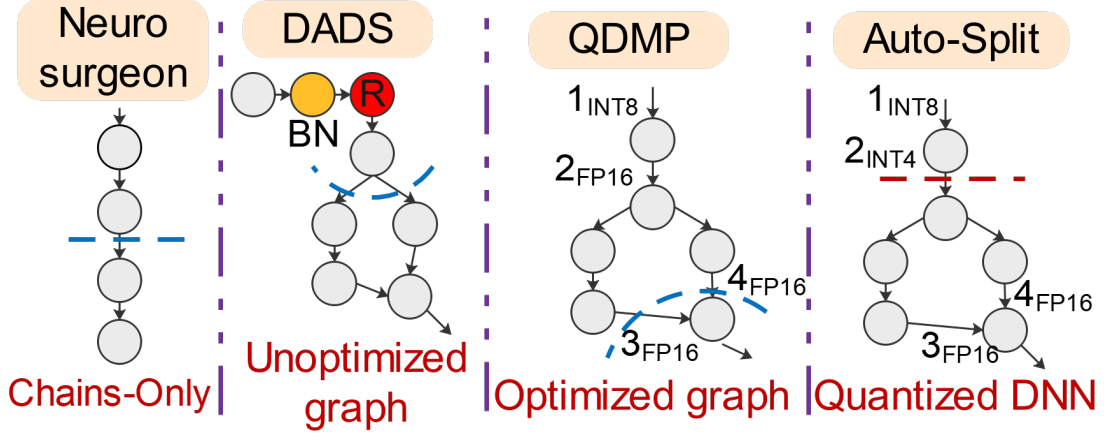 Neuro
surgeon
Chains-Only
DADS
R
BN
Unoptimized
graph
QDMP
1INT8
2FP16
4FP16
3FP16
Optimized graph
Auto-Split
1INT8
2INT4
4FP16
3FP16
Quantized DNN